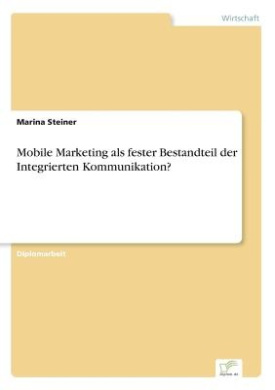 Wirtschaft
Marina Steiner
Mobile Marketing als fester Bestandteil der
Integrierten Kommunikation?
Diplomarbeit